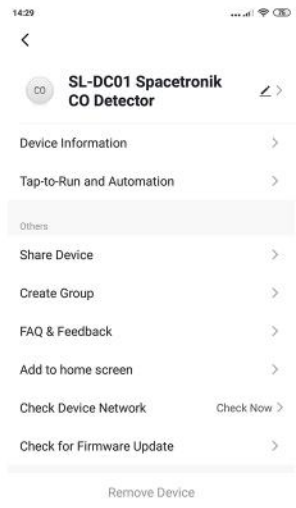 14:29
CO
SL-DC01 Spacetronik
CO Detector
Device Information
Tap-to-Run and Automation
Others
Share Device
Create Group
FAQ & Feedback
Add to home screen
Check Device Network Check Now
Check for Firmware Update
Remove Device